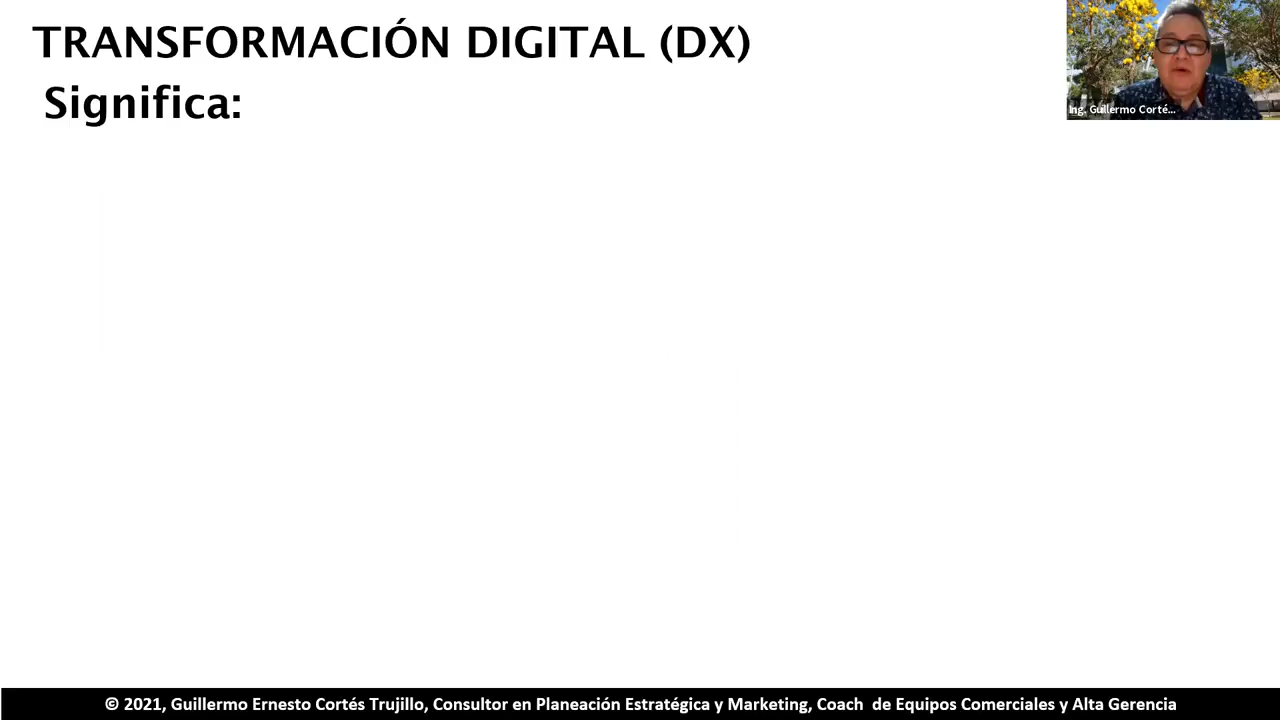 TRANSFORMACIÓN DIGITAL (DX)
Significa:
Ing. Guillermo Corté...
© 2021, Guillermo Ernesto Cortés Trujillo, Consultor en Planeación Estratégica y Marketing, Coach de Equipos Comerciales y Alta Gerencia